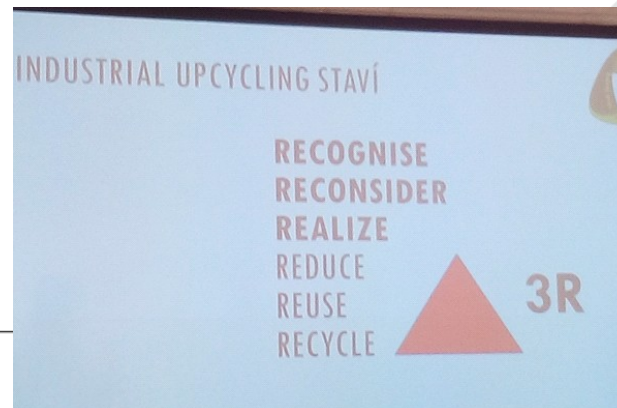 INDUSTRIAL UPCYCLING STAVÍ
RECOGNISE
RECONSIDER
REALIZE
REDUCE
REUSE
RECYCLE
3R